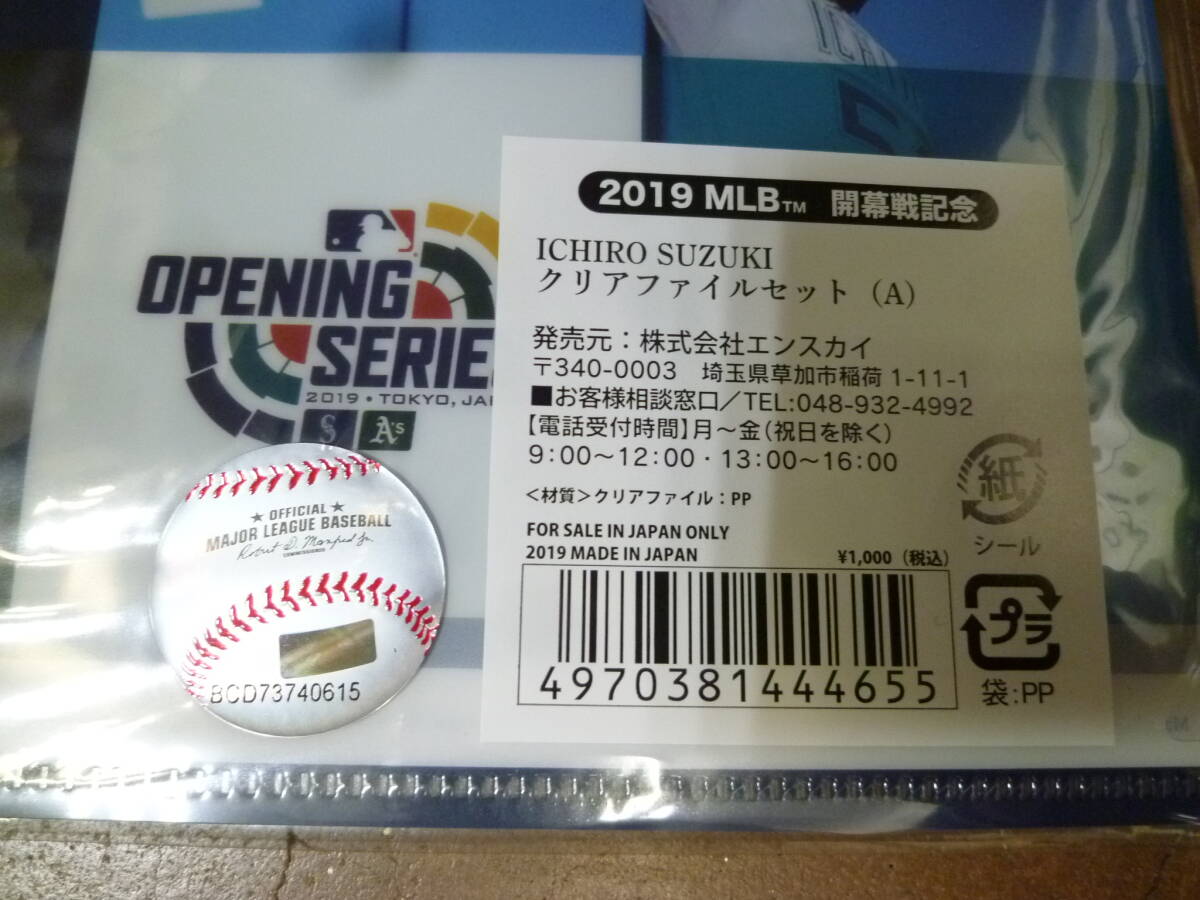 OPENING
SERIE
2019 • TOKYO, JA
A's
★ OFFICIAL ★
MAJOR LEAGUE BASEBALL
Robert D. Manfred Jr.
COMMISSIONER
BCD73740615
2019 MLB™ 開幕戦記念
ICHIRO SUZUKI
クリアファイルセット（A）
発売元：株式会社エンスカイ
〒340-0003 埼玉県草加市稲荷 1-11-1
■お客様相談窓口／TEL:048-932-4992
【電話受付時間】月～金（祝日を除く）
9:00～12:00・13:00～16:00
＜材質＞クリアファイル：PP
FOR SALE IN JAPAN ONLY
2019 MADE IN JAPAN
¥1,000（税込）
4970381444655
紙
シール
プラ
袋:PP